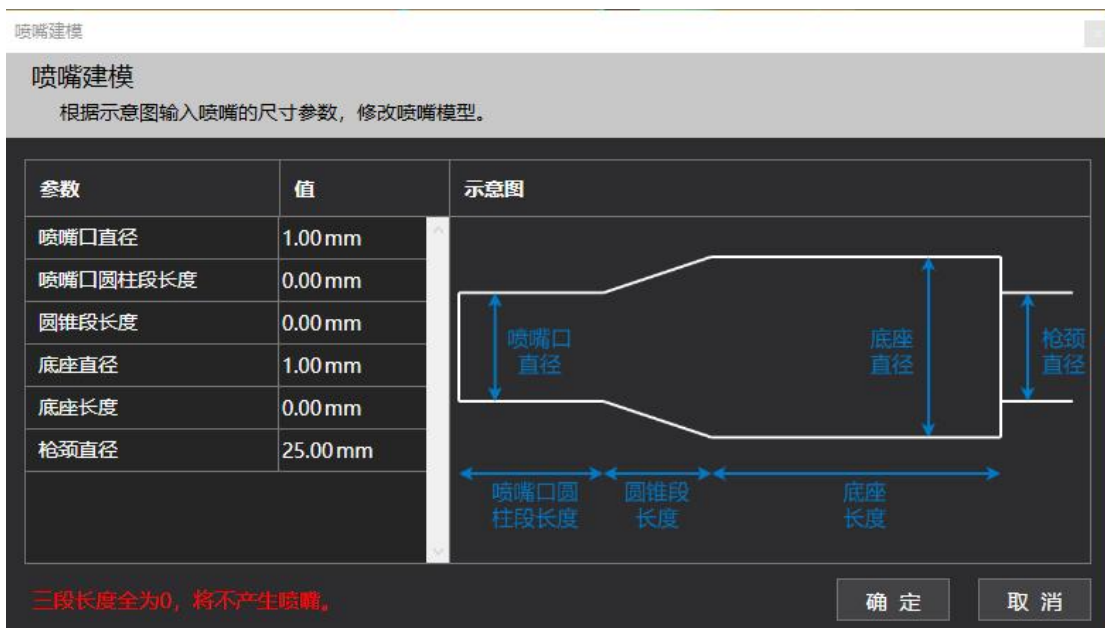 喷嘴建模
喷嘴建模
根据示意图输入喷嘴的尺寸参数，修改喷嘴模型。
参数 值 示意图
喷嘴口直径 1.00 mm
喷嘴口圆柱段长度 0.00 mm
圆锥段长度 0.00 mm
底座直径 1.00 mm
底座长度 0.00 mm
枪颈直径 25.00 mm
喷嘴口
直径
底座
直径
枪颈
直径
喷嘴口圆
柱段长度
圆锥段
长度
底座
长度
三段长度全为0，将不产生喷嘴。
确 定
取 消